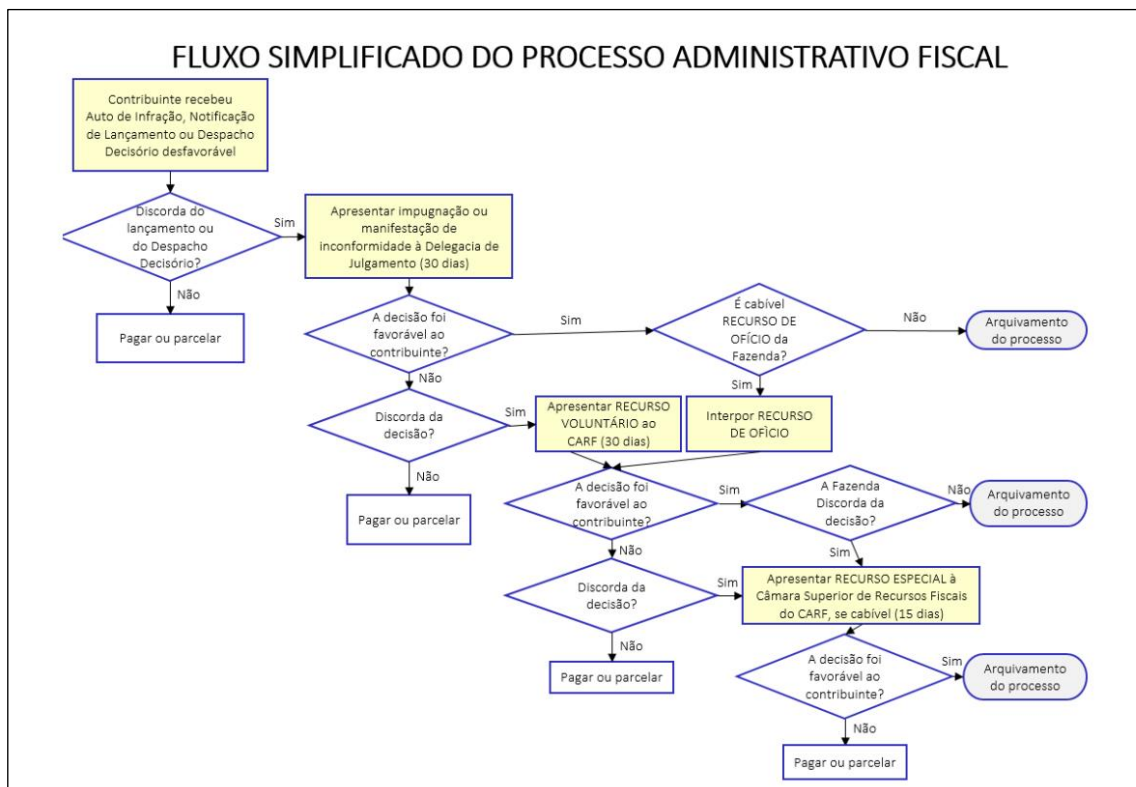 FLUXO SIMPLIFICADO DO PROCESSO ADMINISTRATIVO FISCAL
Contribuinte recebeu
Auto de Infração, Notificação
de Lançamento ou Despacho
Decisório desfavorável
Discorda do
lançamento ou
do Despacho
Decisório?
Sim
Apresentar impugnação ou
manifestação de
inconformidade à Delegacia de
Julgamento (30 dias)
Não
Pagar ou parcelar
A decisão foi
favorável ao
contribuinte?
Sim
É cabível
RECURSO DE
OFÍCIO da
Fazenda?
Não
Arquivamento
do processo
Não
Sim
Discorda da
decisão?
Sim
Apresentar RECURSO
VOLUNTÁRIO ao
CARF (30 dias)
Interpor RECURSO
DE OFÌCIO
Não
Pagar ou parcelar
A decisão foi
favorável ao
contribuinte?
Sim
A Fazenda
Discorda da
decisão?
Não
Arquivamento
do processo
Não
Sim
Discorda da
decisão?
Sim
Apresentar RECURSO ESPECIAL à
Câmara Superior de Recursos Fiscais
do CARF, se cabível (15 dias)
Não
Pagar ou parcelar
A decisão foi
favorável ao
contribuinte?
Sim
Arquivamento
do processo
Não
Pagar ou parcelar